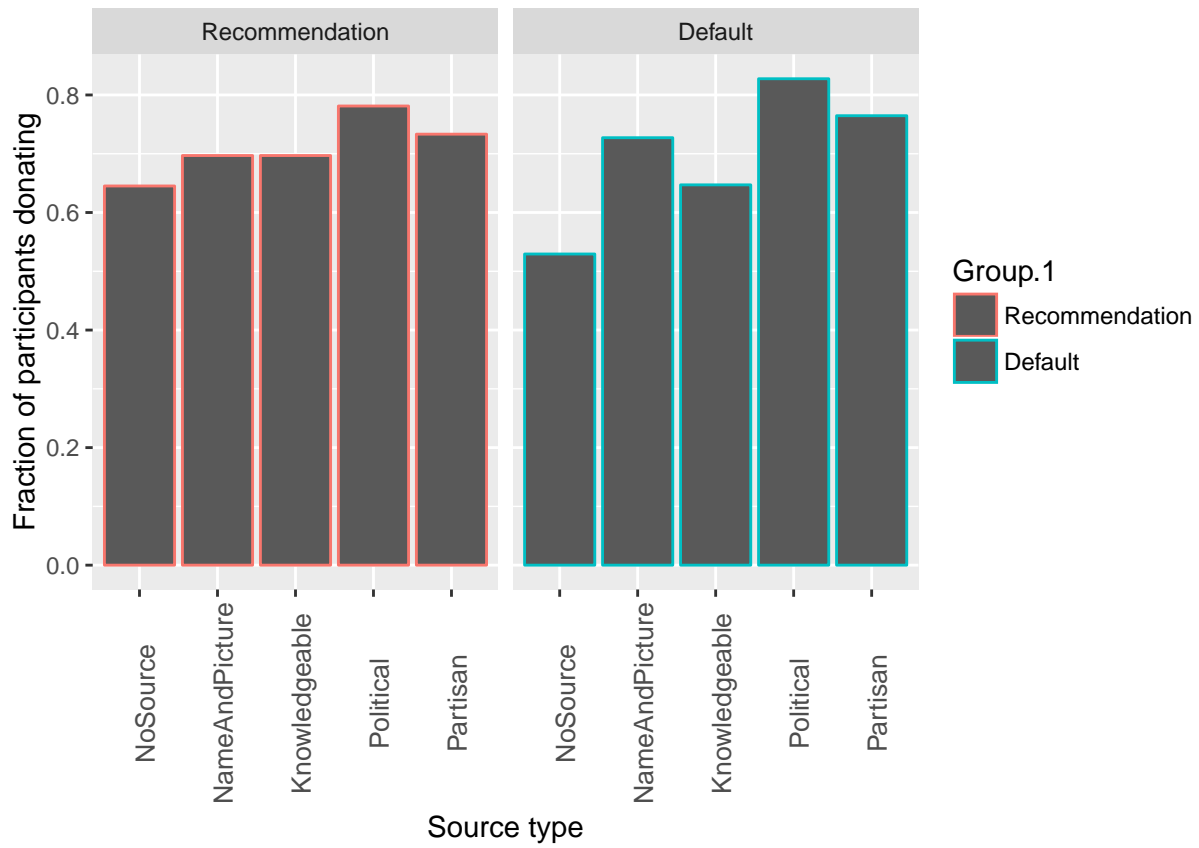 Recommendation
Default
Fraction of participants donating
0.8
0.6
0.4
0.2
0.0
NoSource
NameAndPicture
Knowledgeable
Political
Partisan
NoSource
NameAndPicture
Knowledgeable
Political
Partisan
Source type
Group.1
Recommendation
Default